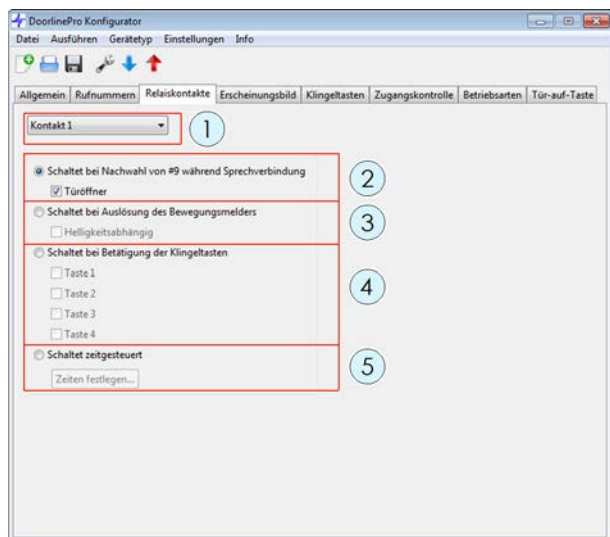 DoorlinePro Konfigurator
Datei Ausführen Gerätetyp Einstellungen Info
Allgemein Rufnummern Relaiskontakte Erscheinungsbild Klingeltasten Zugangskontrolle Betriebsarten Tür-auf-Taste
Kontakt 1
1
Schaltet bei Nachwahl von #9 während Sprechverbindung
2
Türöffner
Schaltet bei Auslösung des Bewegungsmelders
3
Helligkeitsabhängig
Schaltet bei Betätigung der Klingeltasten
Taste 1
4
Taste 2
Taste 3
Taste 4
Schaltet zeitgesteuert
5
Zeiten festlegen...